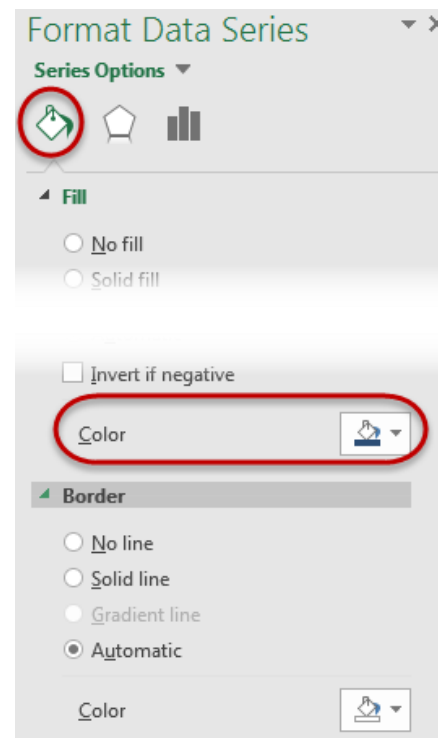 Format Data Series
Series Options
Fill
No fill
Solid fill
Invert if negative
Color
Border
No line
Solid line
Gradient line
Automatic
Color